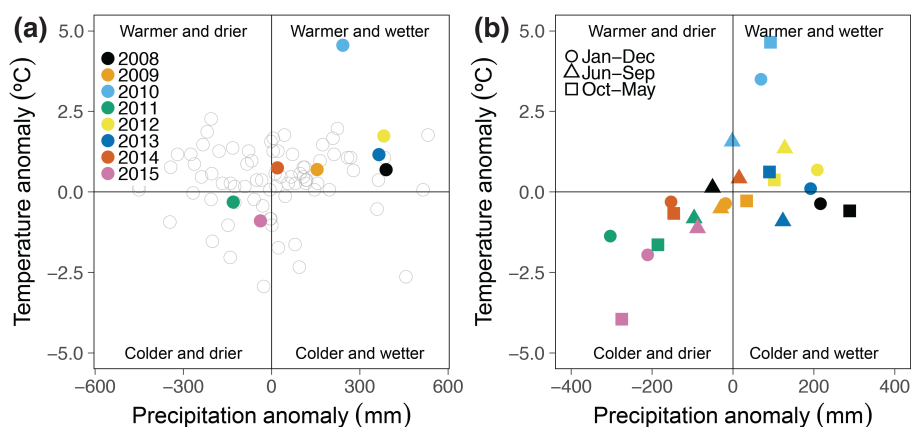 (a)
Warmer and drier
Warmer and wetter
2008
2009
2010
2011
2012
2013
2014
2015
Colder and drier
Colder and wetter
5.0
2.5
0.0
−2.5
−5.0
Temperature anomaly (ºC)
−600
−300
0
300
600
Precipitation anomaly (mm)
(b)
Warmer and drier
Warmer and wetter
Jan−Dec
Jun−Sep
Oct−May
Colder and drier
Colder and wetter
5.0
2.5
0.0
−2.5
−5.0
Temperature anomaly (ºC)
−400
−200
0
200
400
Precipitation anomaly (mm)